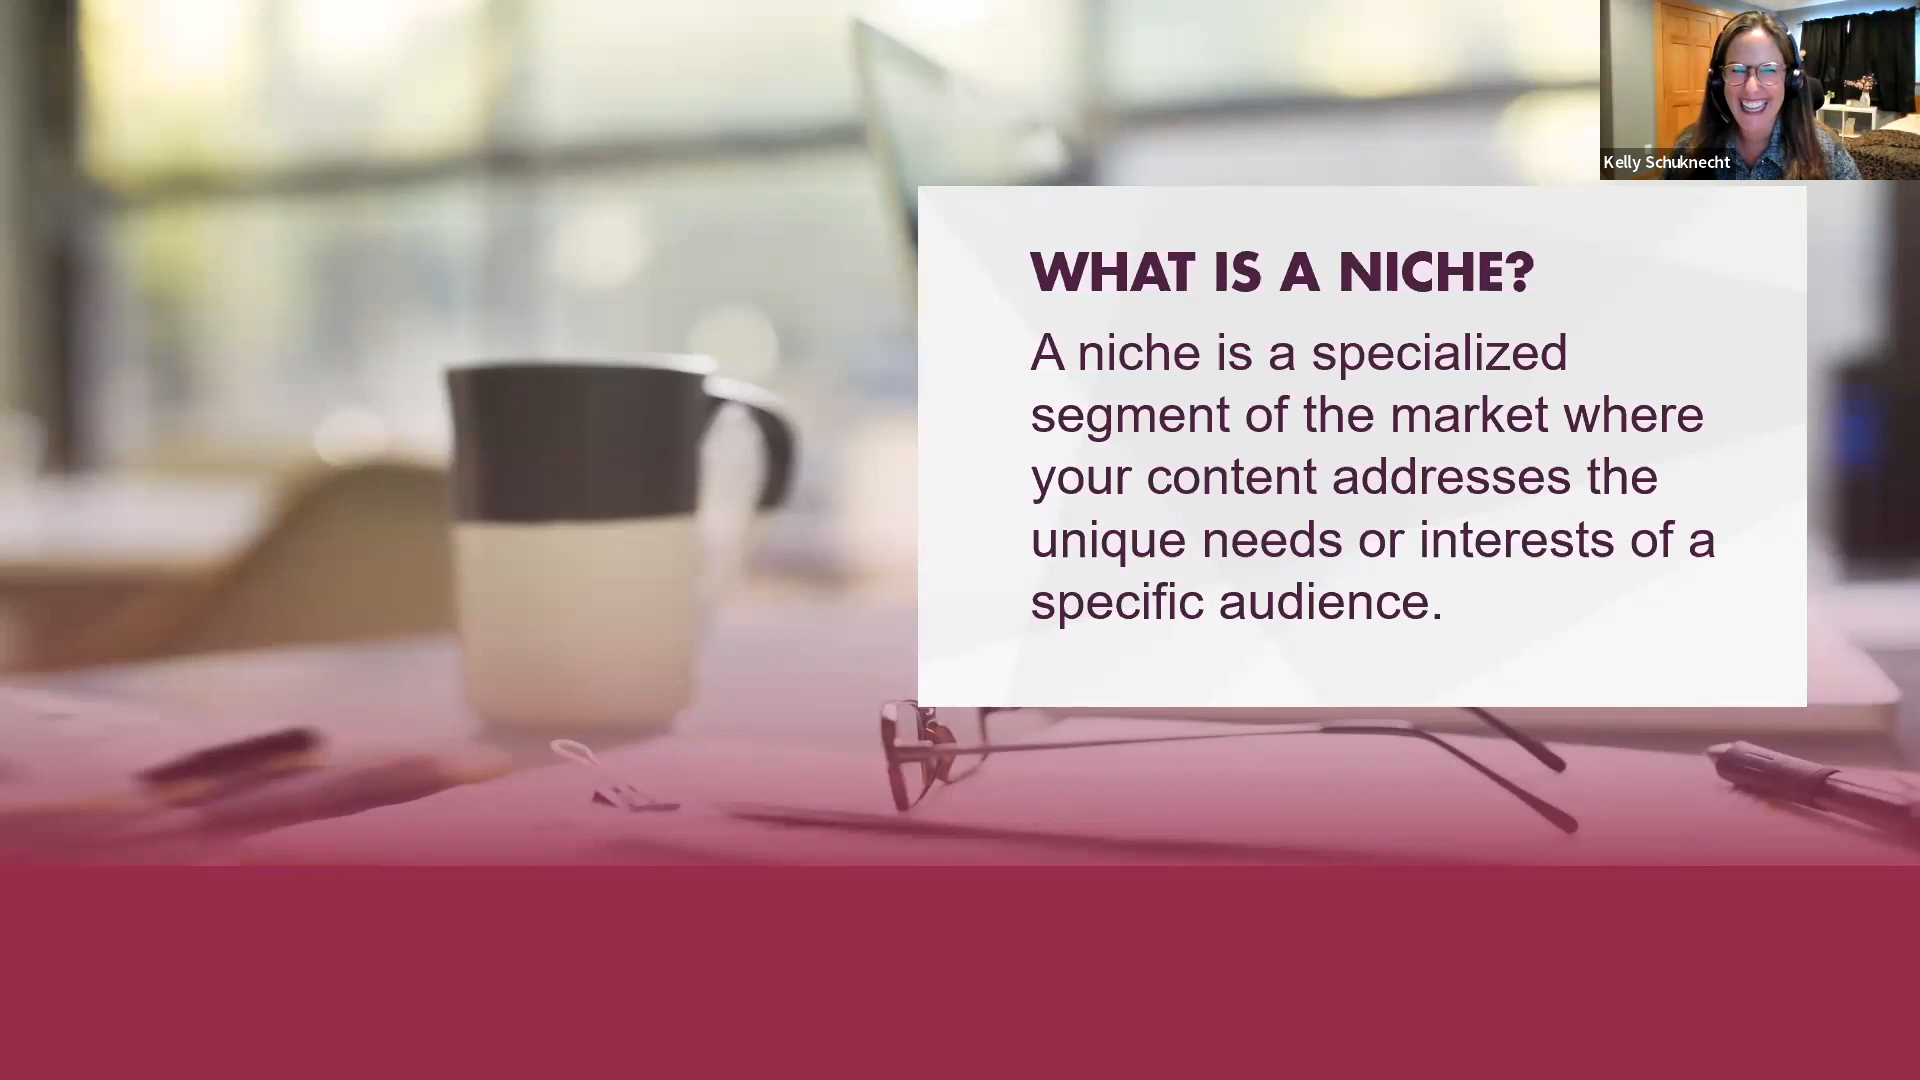 Kelly Schuknecht
WHAT IS A NICHE?
A niche is a specialized
segment of the market where
your content addresses the
unique needs or interests of a
specific audience.